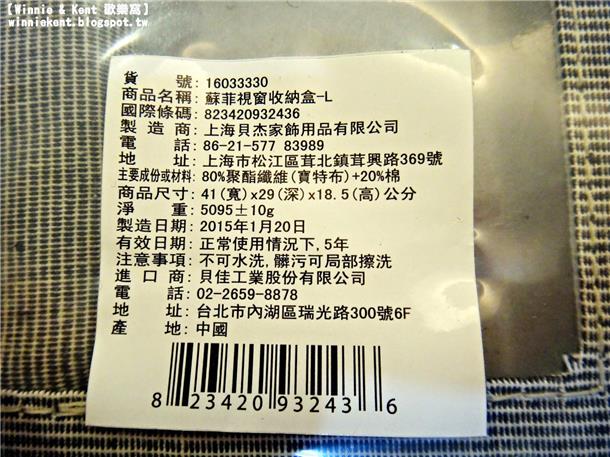 【Winnie & Kent 歡樂窩】
winniekent.blogspot.tw
貨 號: 16033330
商品名稱: 蘇菲視窗收納盒-L
國際條碼: 823420932436
製 造 商: 上海貝杰家飾用品有限公司
電 話: 86-21-577 83989
地 址: 上海市松江區茸北鎮茸興路369號
主要成份或材料: 80%聚酯纖維(寶特布)+20%棉
商品尺寸: 41(寬)x29(深)x18.5(高)公分
淨 重: 5095±10g
製造日期: 2015年1月20日
有效日期: 正常使用情況下,5年
注意事項: 不可水洗,髒污可局部擦洗
進 口 商: 貝佳工業股份有限公司
電 話: 02-2659-8878
地 址: 台北市內湖區瑞光路300號6F
產 地: 中國
8 23420 93243 6